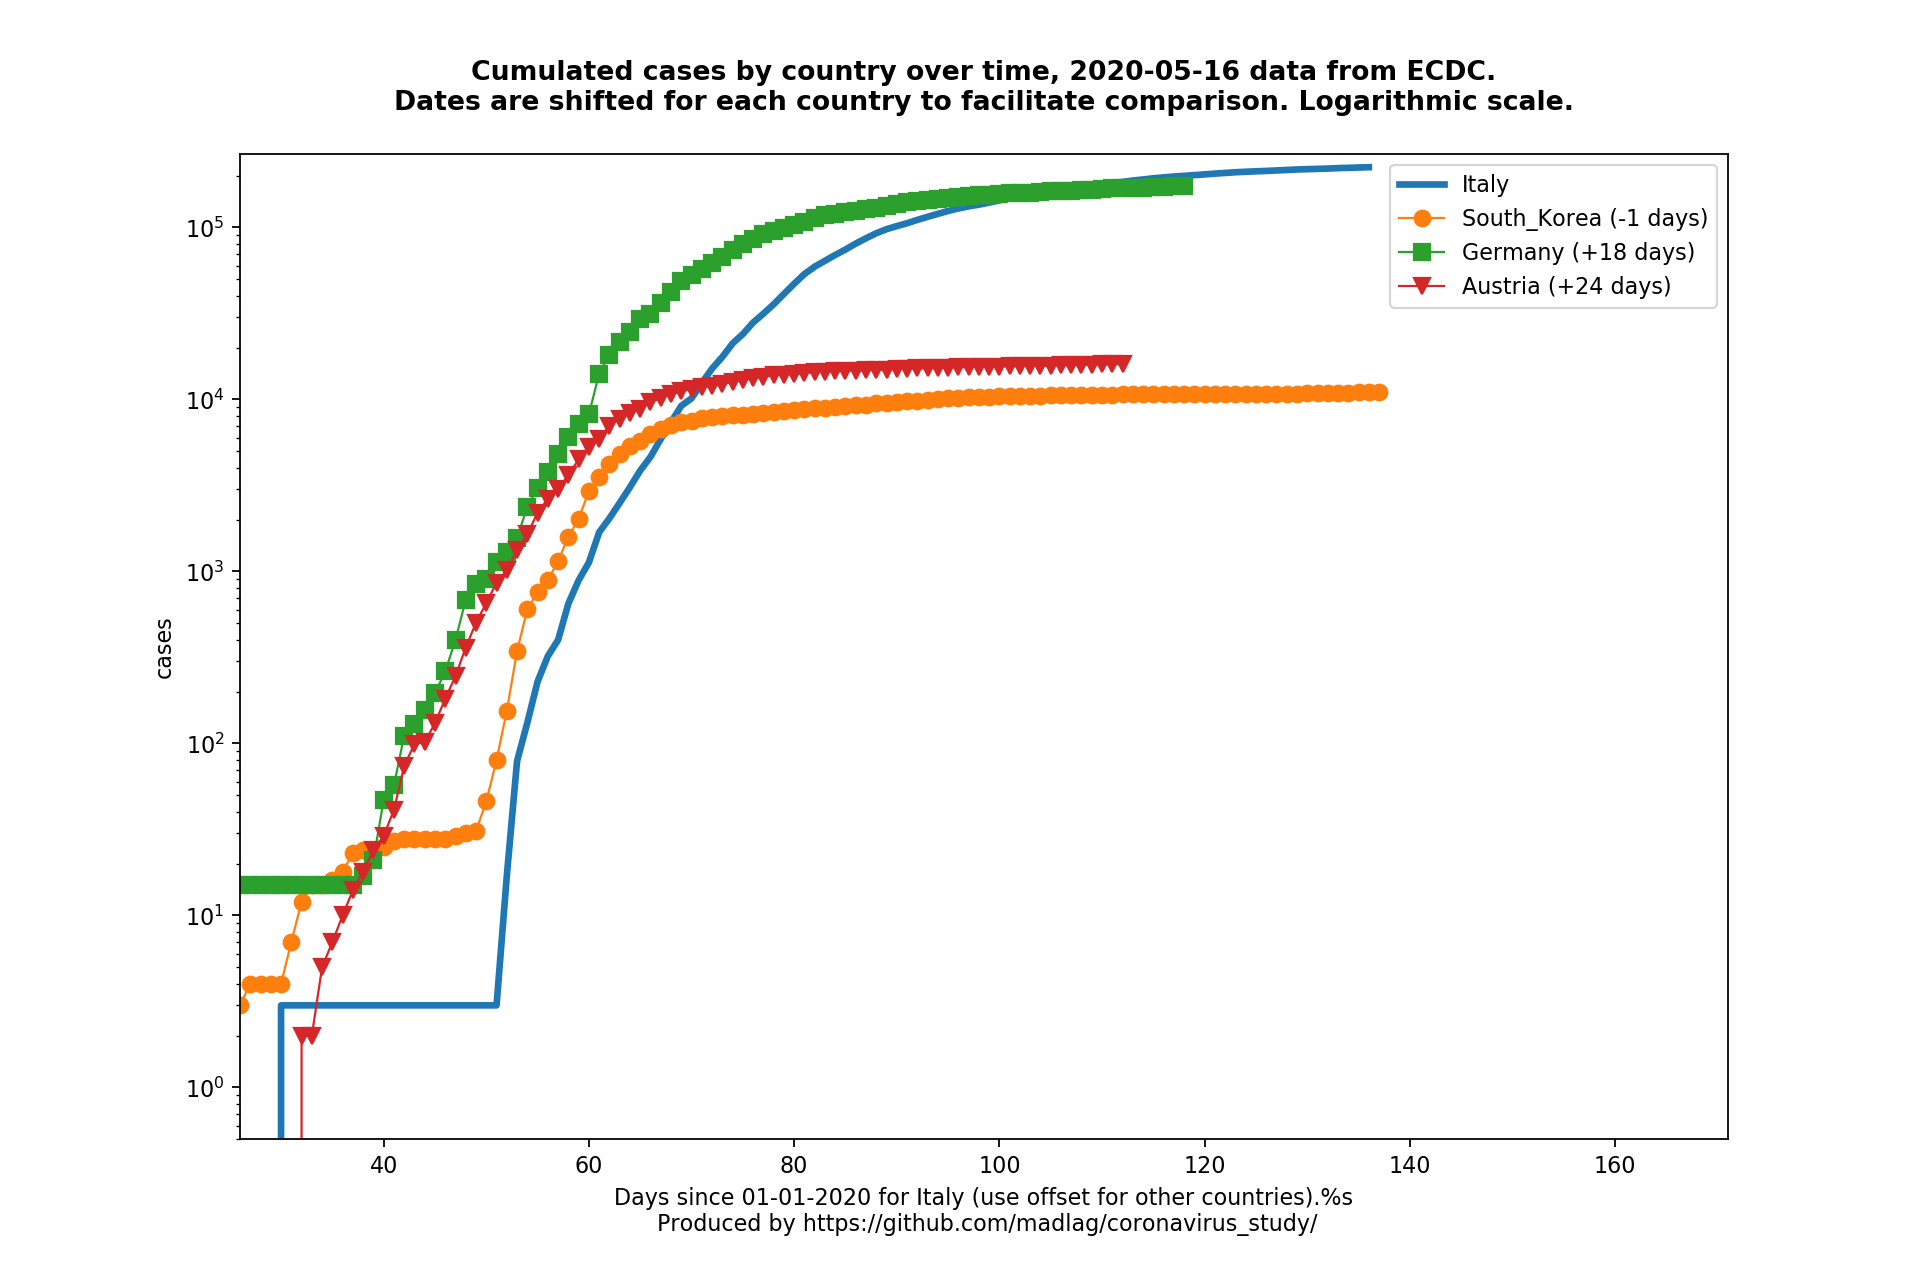 Cumulated cases by country over time, 2020-05-16 data from ECDC.
Dates are shifted for each country to facilitate comparison. Logarithmic scale.
Italy
South_Korea (-1 days)
Germany (+18 days)
Austria (+24 days)
cases
10⁵
10⁴
10³
10²
10¹
10⁰
40 60 80 100 120 140 160
Days since 01-01-2020 for Italy (use offset for other countries).%s
Produced by https://github.com/madlag/coronavirus_study/